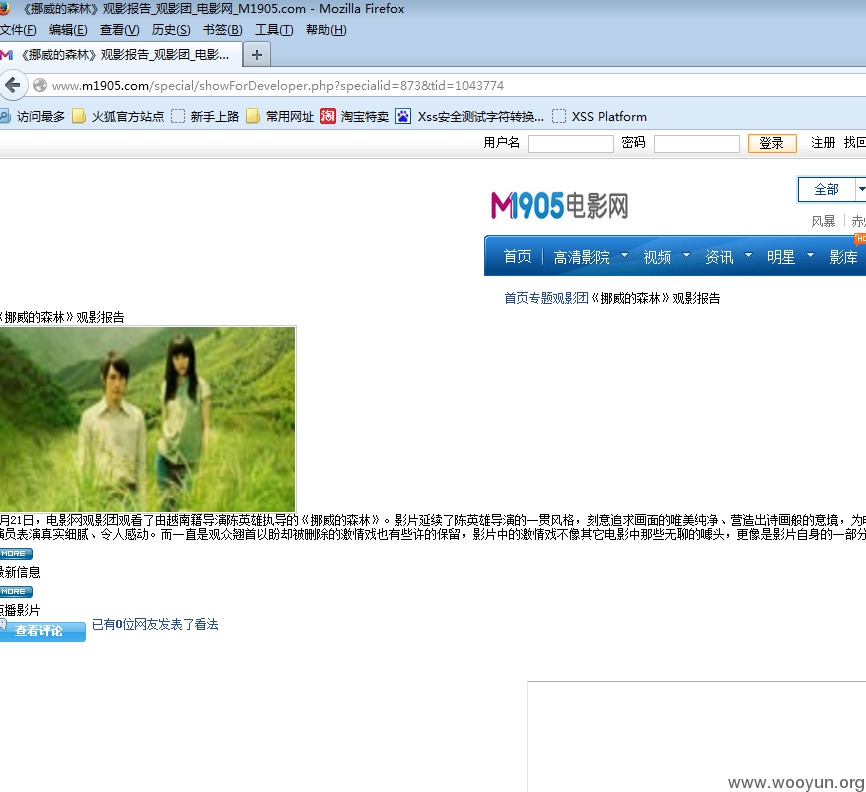 《挪威的森林》观影报告_观影团_电影网_M1905.com - Mozilla Firefox
文件(F) 编辑(E) 查看(V) 历史(S) 书签(B) 工具(T) 帮助(H)
《挪威的森林》观影报告_观影团_电影... +
www.m1905.com/special/showForDeveloper.php?specialid=873&tid=1043774
访问最多 火狐官方站点 新手上路 常用网址 淘 淘宝特卖 Xss安全测试字符转换... XSS Platform
用户名 密码 登录 注册 找回
M1905电影网
全部
风暴
首页 高清影院 视频 资讯 明星 影库
首页专题观影团《挪威的森林》观影报告
《挪威的森林》观影报告
月21日，电影网观影团观看了由越南籍导演陈英雄执导的《挪威的森林》。影片延续了陈英雄导演的一贯风格，刻意追求画面的唯美纯净、营造出诗画般的意境，为
演员表演真实细腻、令人感动。而一直是观众翘首以盼却被删除的激情戏也有些许的保留，影片中的激情戏不像其它电影中那些无聊的噱头，更像是影片自身的一部分
MORE
最新信息
MORE
点播影片
查看评论 已有0位网友发表了看法
www.wooyun.org